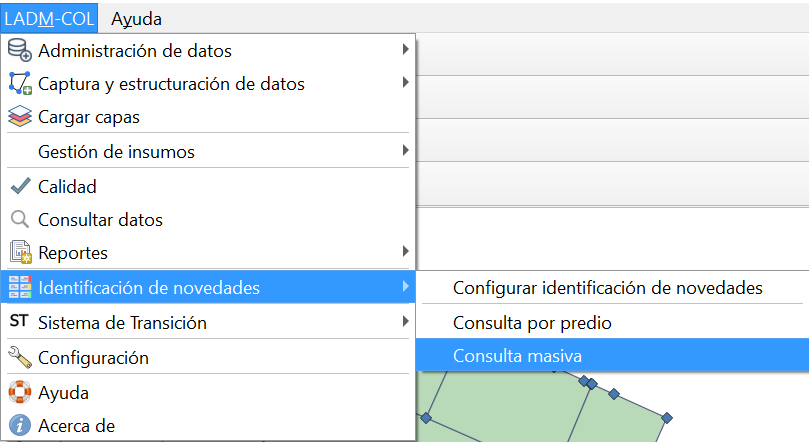 LADM-COL Ayuda
Administración de datos
Captura y estructuración de datos
Cargar capas
Gestión de insumos
Calidad
Consultar datos
Reportes
Identificación de novedades
Configurar identificación de novedades
ST Sistema de Transición
Consulta por predio
Configuración
Consulta masiva
Ayuda
Acerca de